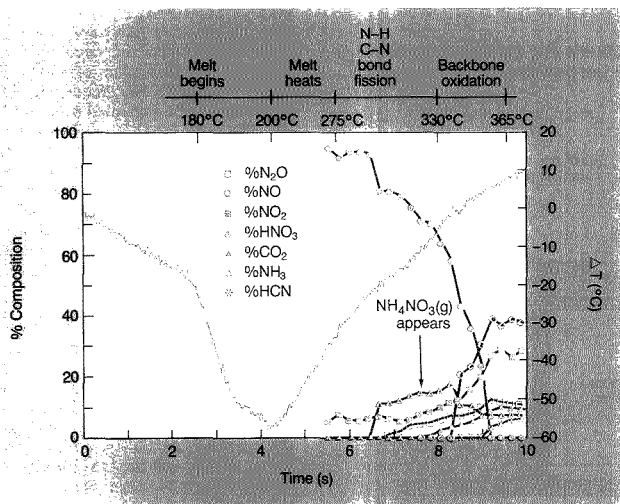 N–H
C–N
bond
fission
Melt
begins
Melt
heats
Backbone
oxidation
180°C
200°C
275°C
330°C
365°C
100
80
60
40
20
0
% Composition
%N₂O
%NO
%NO₂
%HNO₃
%CO₂
%NH₃
%HCN
NH₄NO₃(g)
appears
20
10
0
−10
−20
−30
−40
−50
−60
△T (°C)
0
2
4
6
8
10
Time (s)